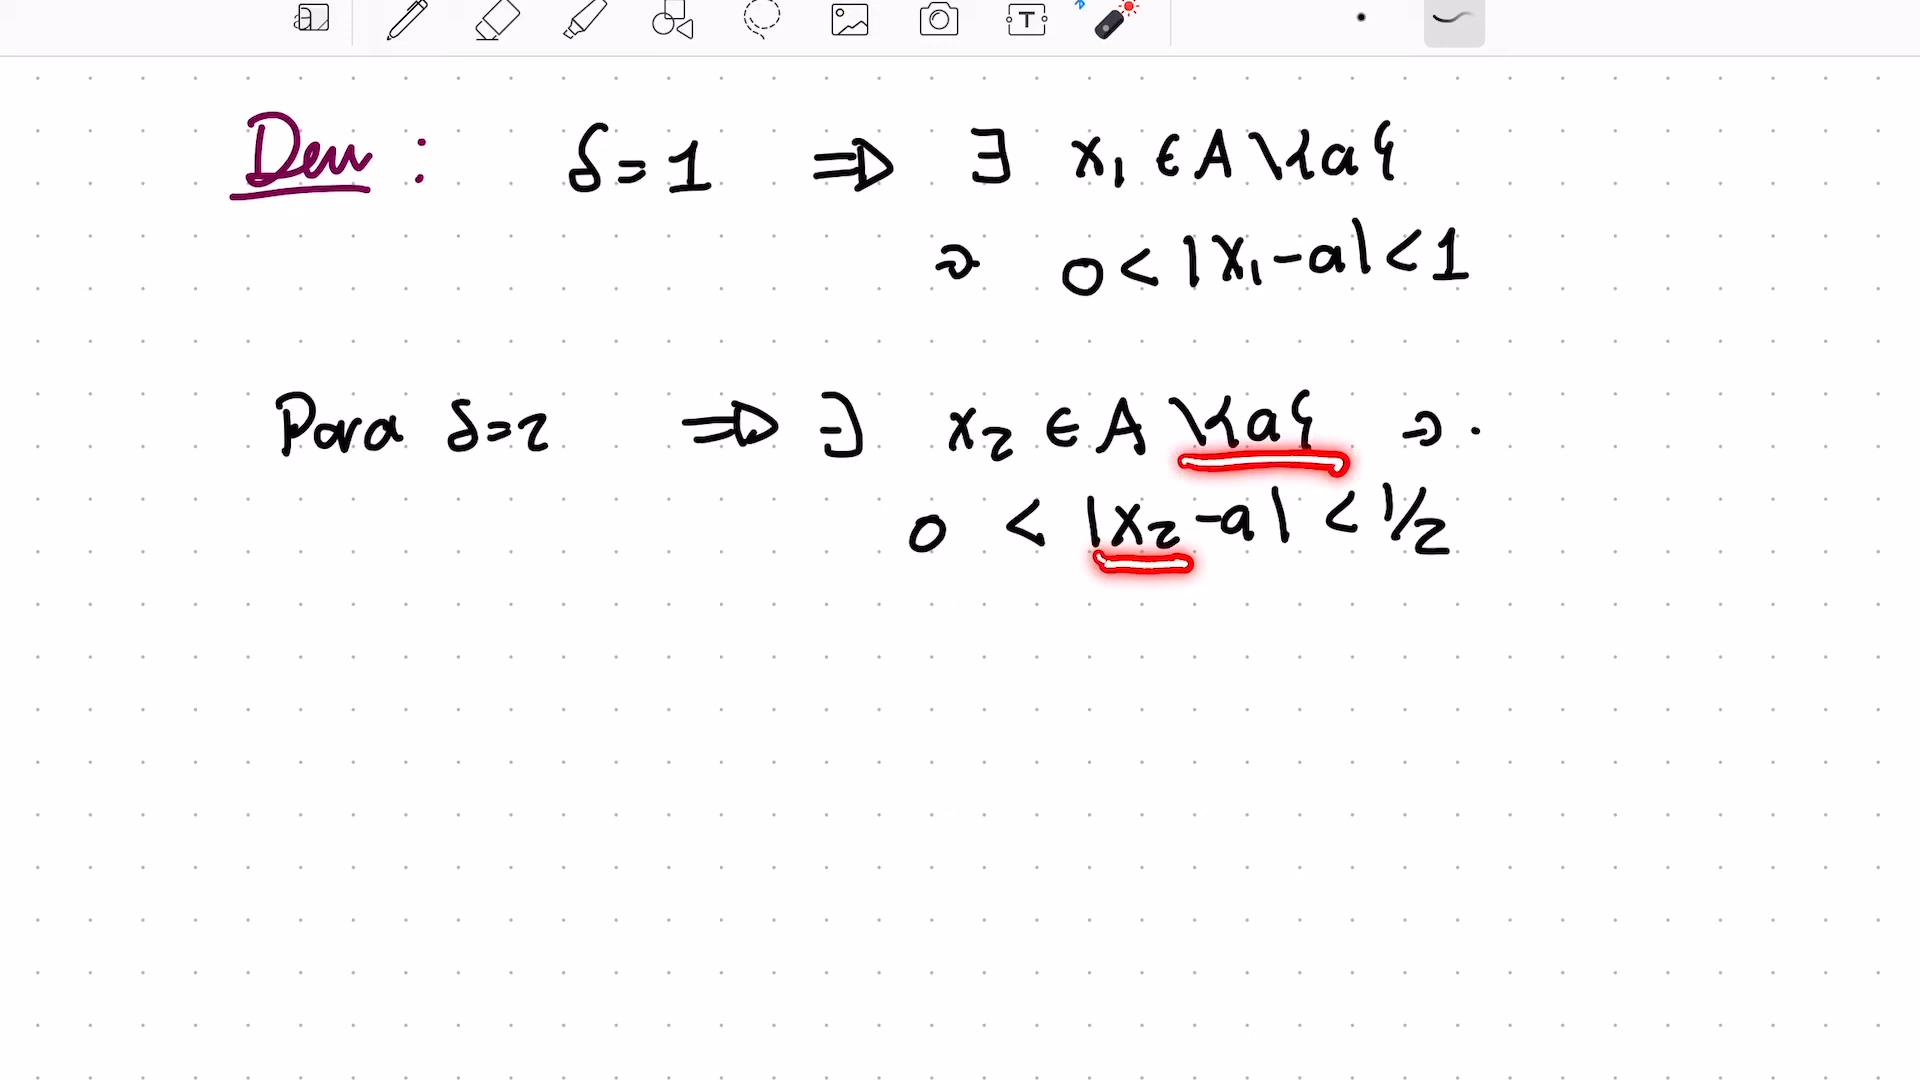 Dem : δ = 1 ⇒ ∃ x₁ ∈ A \ {a}
∋ 0 < |x₁ - a| < 1
Para δ = 2 ⇒ ∃ x₂ ∈ A \ {a} ∋ .
0 < |x₂ - a| < 1/2